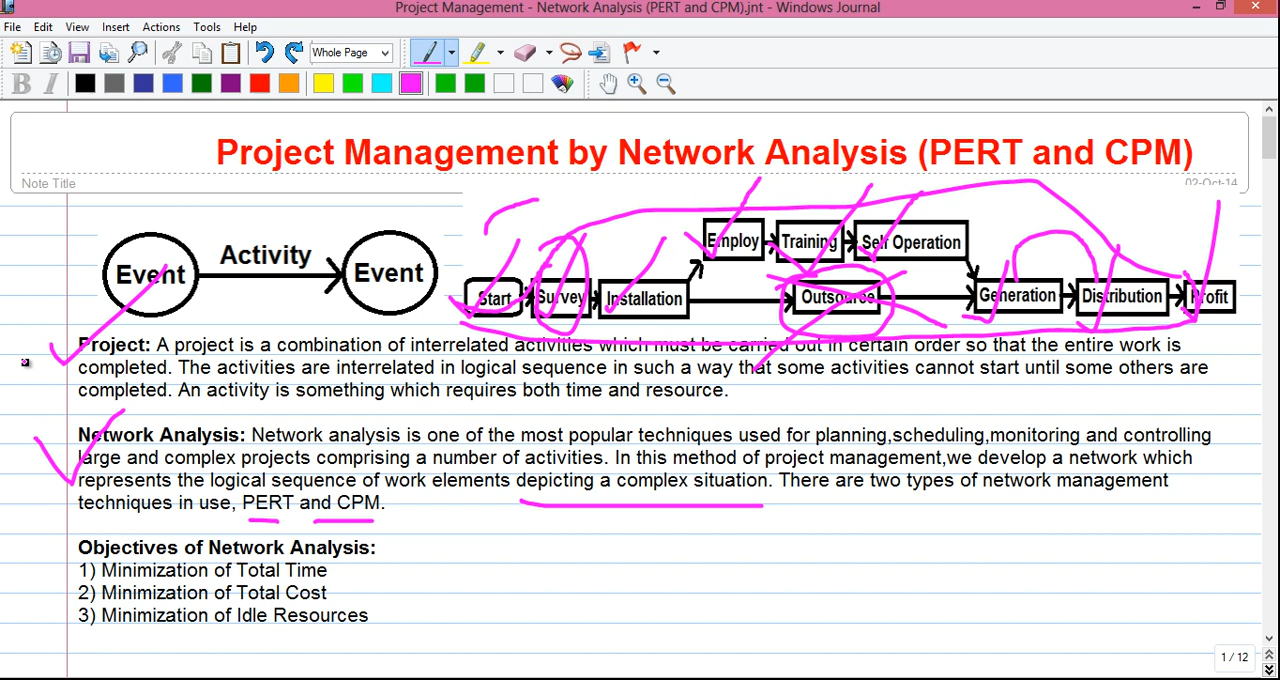 Project Management - Network Analysis (PERT and CPM).jnt - Windows Journal
File Edit View Insert Actions Tools Help
Whole Page
B I
Project Management by Network Analysis (PERT and CPM)
Note Title
02-Oct-14
Event
Activity
Event
Start
Survey
Installation
Employ
Training
Self Operation
Outsource
Generation
Distribution
Profit
Project: A project is a combination of interrelated activities which must be carried out in certain order so that the entire work is
completed. The activities are interrelated in logical sequence in such a way that some activities cannot start until some others are
completed. An activity is something which requires both time and resource.
Network Analysis: Network analysis is one of the most popular techniques used for planning,scheduling,monitoring and controlling
large and complex projects comprising a number of activities. In this method of project management,we develop a network which
represents the logical sequence of work elements depicting a complex situation. There are two types of network management
techniques in use, PERT and CPM.
Objectives of Network Analysis:
1) Minimization of Total Time
2) Minimization of Total Cost
3) Minimization of Idle Resources
1 / 12